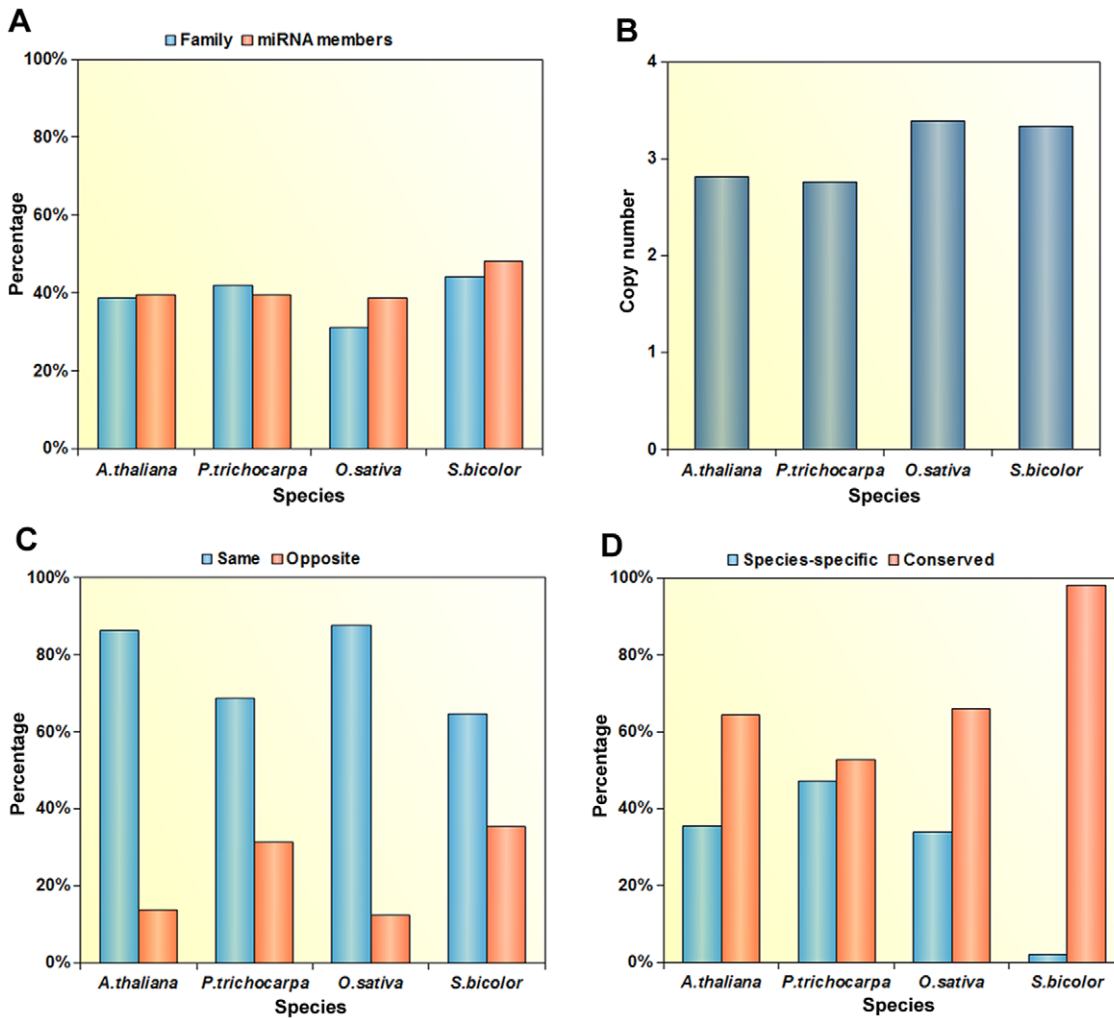 A
Family miRNA members
100%
80%
60%
40%
20%
0%
Percentage
A.thaliana P.trichocarpa O.sativa S.bicolor
Species
B
4
3
2
1
0
Copy number
A.thaliana P.trichocarpa O.sativa S.bicolor
Species
C
Same Opposite
100%
80%
60%
40%
20%
0%
Percentage
A.thaliana P.trichocarpa O.sativa S.bicolor
Species
D
Species-specific Conserved
100%
80%
60%
40%
20%
0%
Percentage
A.thaliana P.trichocarpa O.sativa S.bicolor
Species